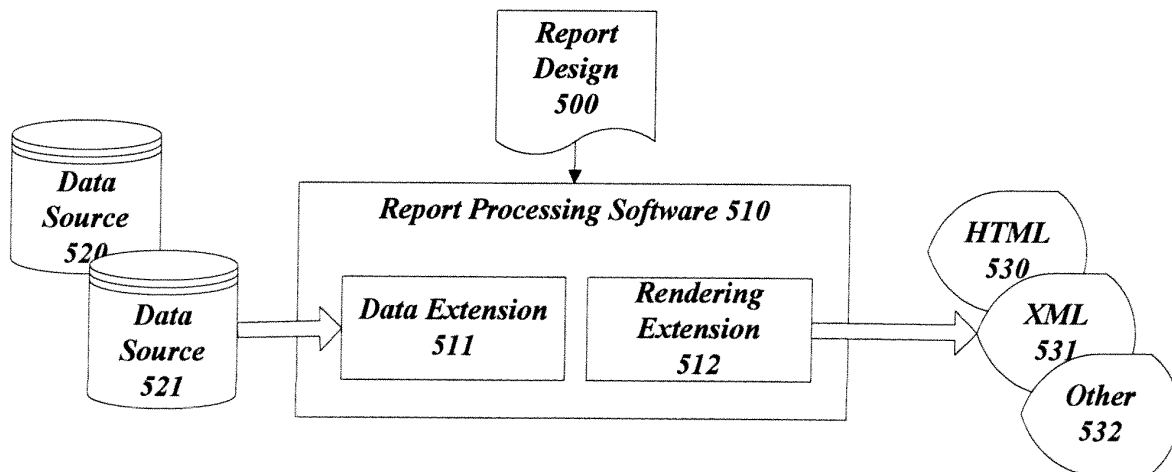 Report
Design
500
Data
Source
520
Data
Source
521
Report Processing Software 510
Data Extension
511
Rendering
Extension
512
HTML
530
XML
531
Other
532